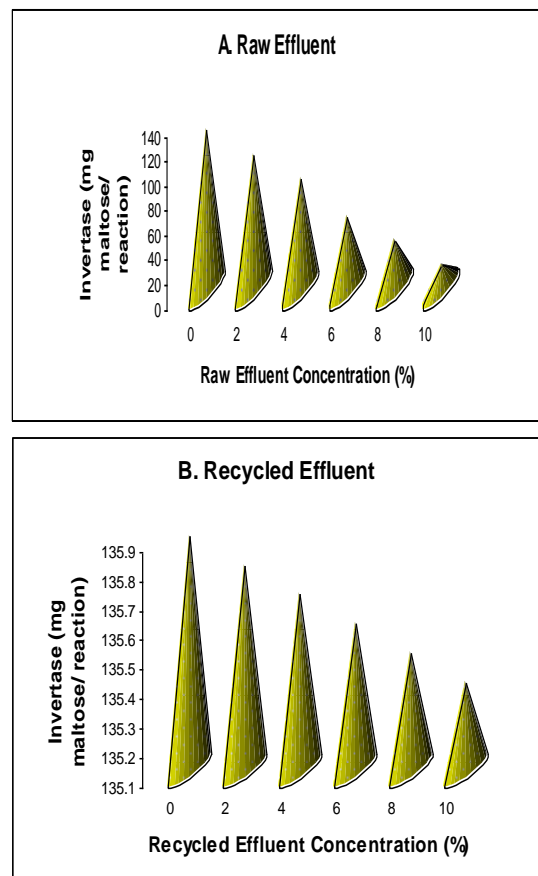 A. Raw Effluent
Invertase (mg
maltose/
reaction)
140
120
100
80
60
40
20
0
0 2 4 6 8 10
Raw Effluent Concentration (%)
B. Recycled Effluent
Invertase (mg
maltose/ reaction)
135.9
135.8
135.7
135.6
135.5
135.4
135.3
135.2
135.1
0 2 4 6 8 10
Recycled Effluent Concentration (%)